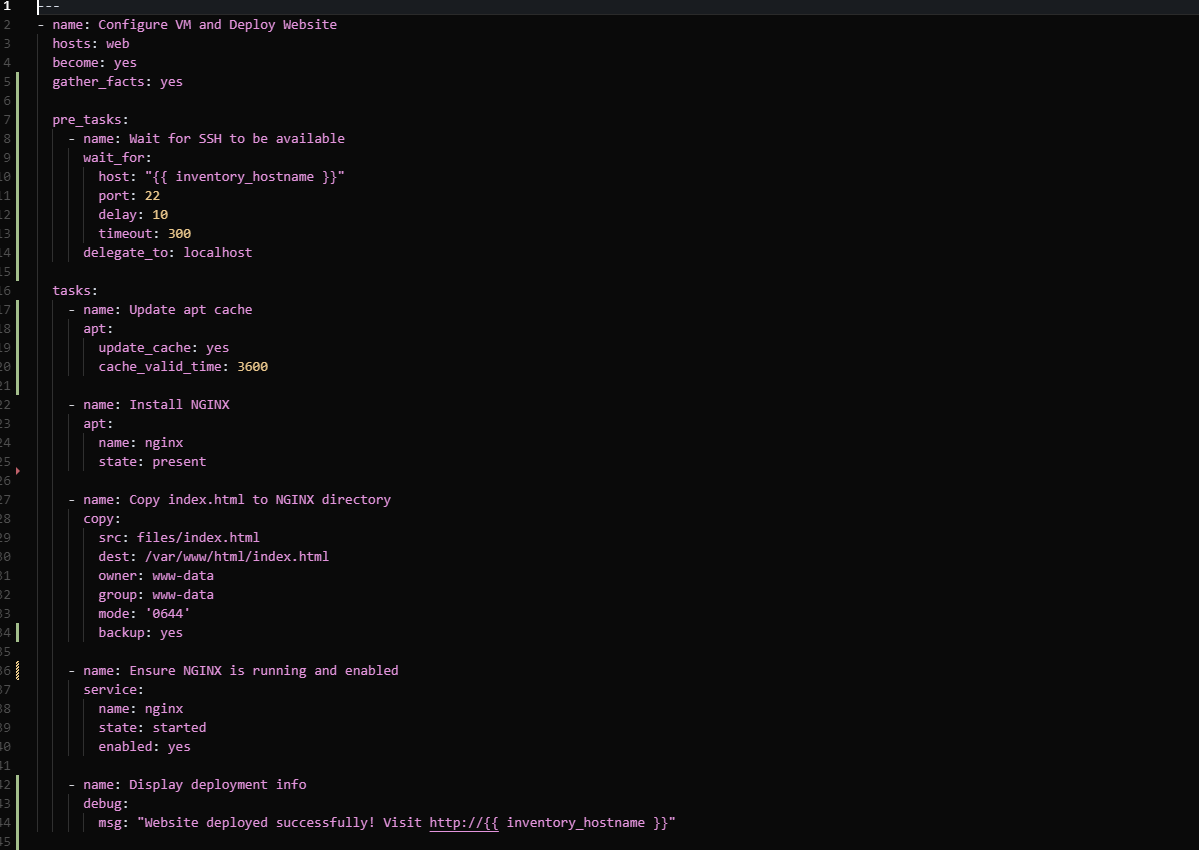 1 ---
2 - name: Configure VM and Deploy Website
3 hosts: web
4 become: yes
5 gather_facts: yes
6
7 pre_tasks:
8 - name: Wait for SSH to be available
9 wait_for:
10 host: "{{ inventory_hostname }}"
11 port: 22
12 delay: 10
13 timeout: 300
14 delegate_to: localhost
15
16 tasks:
17 - name: Update apt cache
18 apt:
19 update_cache: yes
20 cache_valid_time: 3600
21
22 - name: Install NGINX
23 apt:
24 name: nginx
25 state: present
26
27 - name: Copy index.html to NGINX directory
28 copy:
29 src: files/index.html
30 dest: /var/www/html/index.html
31 owner: www-data
32 group: www-data
33 mode: '0644'
34 backup: yes
35
36 - name: Ensure NGINX is running and enabled
37 service:
38 name: nginx
39 state: started
40 enabled: yes
41
42 - name: Display deployment info
43 debug:
44 msg: "Website deployed successfully! Visit http://{{ inventory_hostname }}"
45